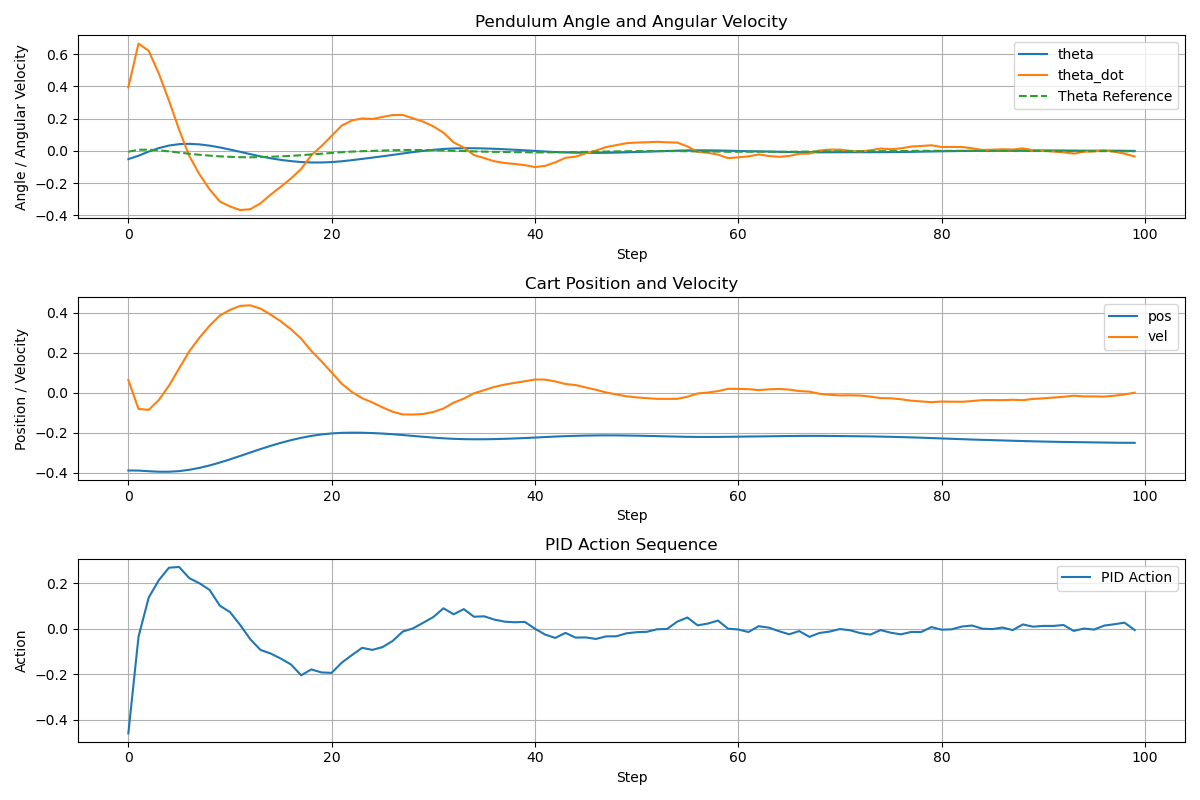 Pendulum Angle and Angular Velocity
Angle / Angular Velocity
0.6
0.4
0.2
0.0
−0.2
−0.4
theta
theta_dot
Theta Reference
0 20 40 60 80 100
Step
Cart Position and Velocity
Position / Velocity
0.4
0.2
0.0
−0.2
−0.4
pos
vel
0 20 40 60 80 100
Step
PID Action Sequence
Action
0.2
0.0
−0.2
−0.4
PID Action
0 20 40 60 80 100
Step